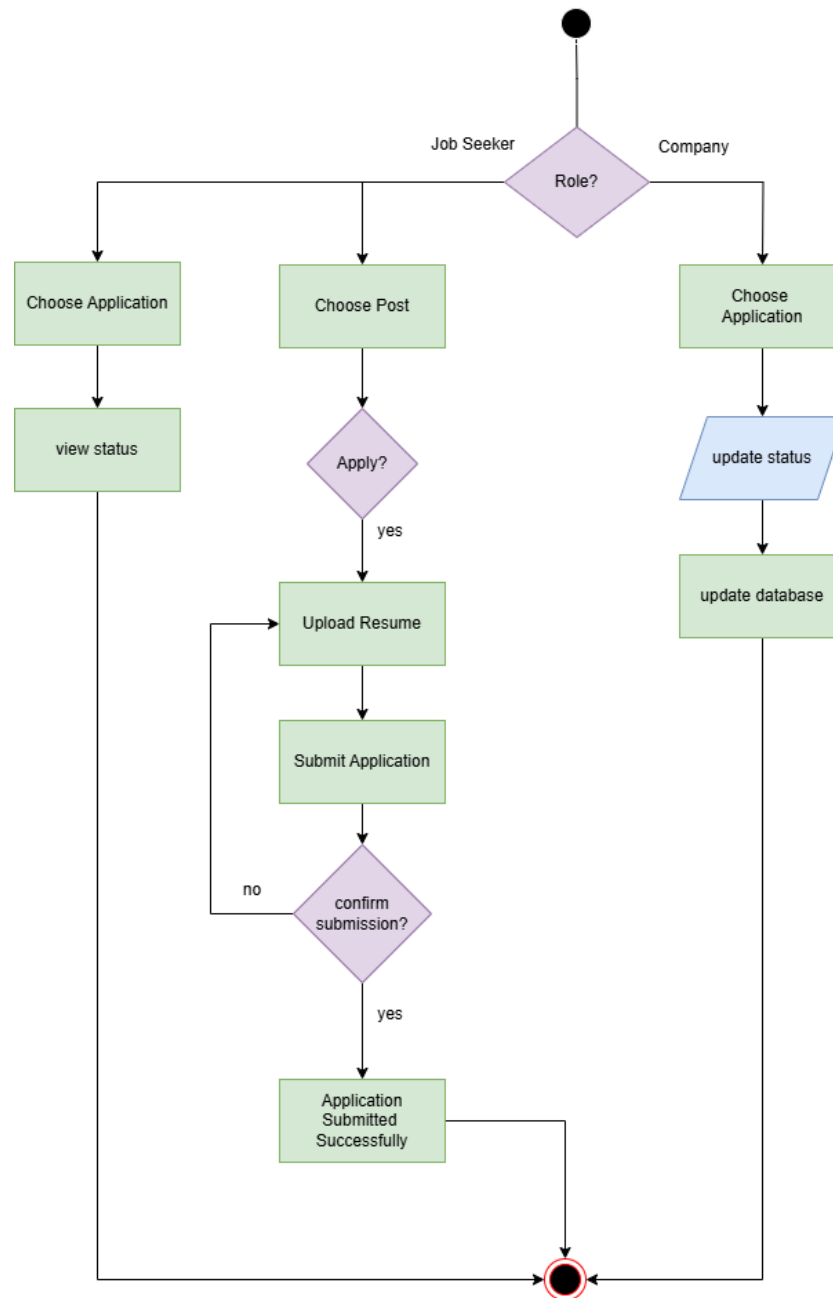 Job Seeker
Company
Role?
Choose Application
Choose Post
Choose
Application
view status
Apply?
update status
yes
Upload Resume
update database
Submit Application
no
confirm
submission?
yes
Application
Submitted
Successfully